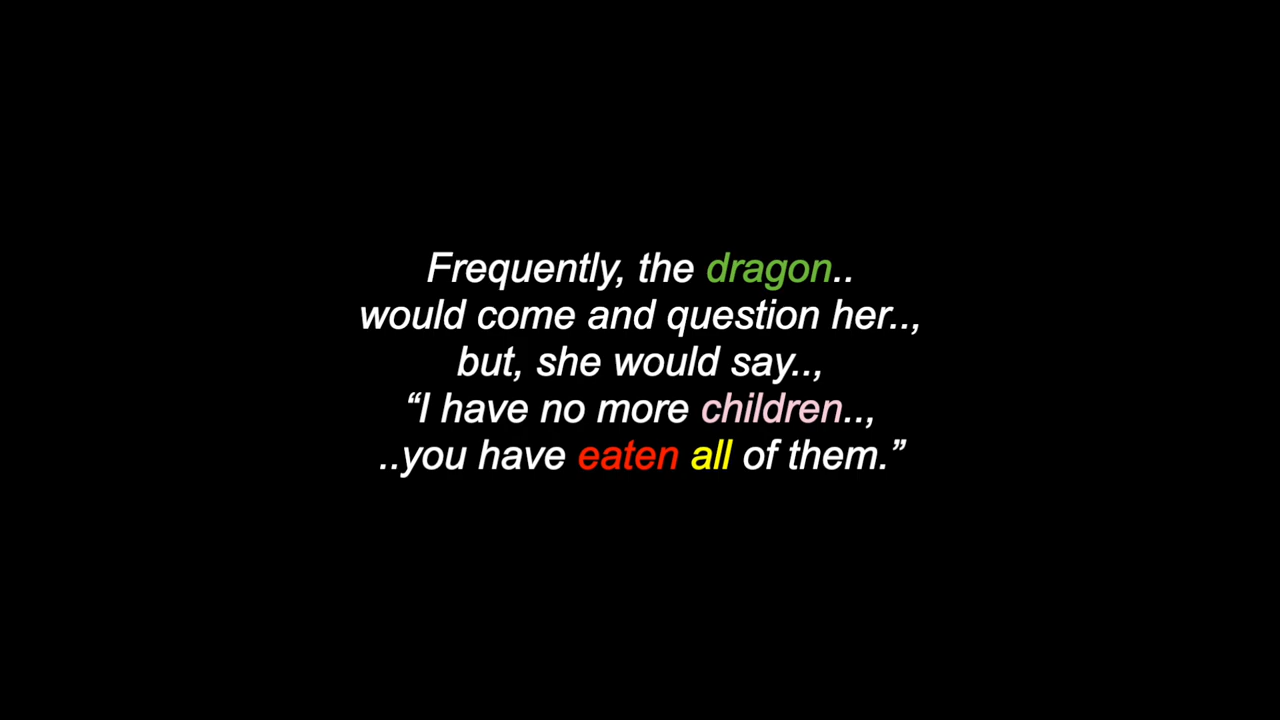 Frequently, the dragon..
would come and question her..,
but, she would say..,
“I have no more children..,
..you have eaten all of them.”